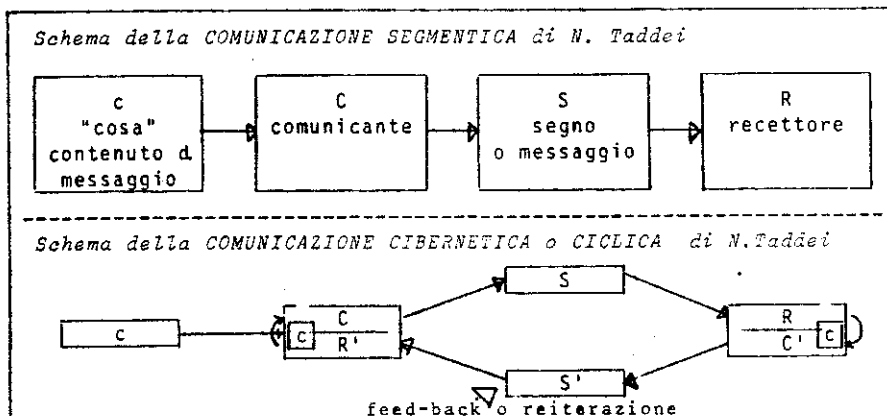 Schema della COMUNICAZIONE SEGMENTICA di N. Taddei
c
"cosa"
contenuto d
messaggio
C
comunicante
S
segno
o messaggio
R
recettore
Schema della COMUNICAZIONE CIBERNETICA o CICLICA di N.Taddei
S
c
C
c
R'
R
C'
c
S'
feed-back o reiterazione